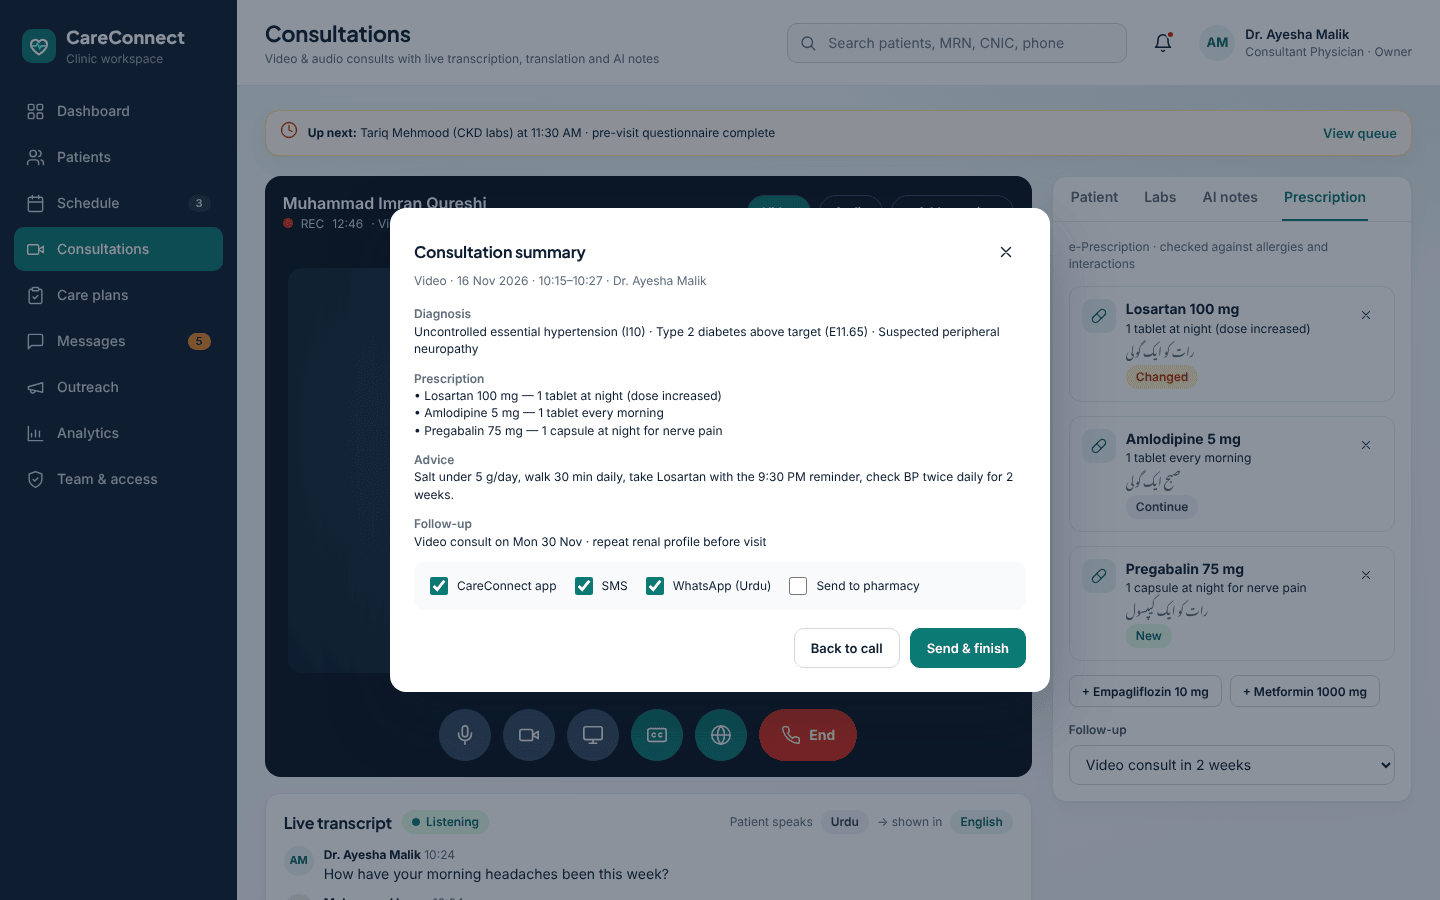 CareConnect
Clinic workspace
Dashboard
Patients
Schedule 3
Consultations
Care plans
Messages 5
Outreach
Analytics
Team & access
Consultations
Video & audio consults with live transcription, translation and AI notes
Search patients, MRN, CNIC, phone
AM
Dr. Ayesha Malik
Consultant Physician · Owner
Up next: Tariq Mehmood (CKD labs) at 11:30 AM · pre-visit questionnaire complete
View queue
Muhammad Imran Qureshi
REC 12:46
Consultation summary
Video · 16 Nov 2026 · 10:15–10:27 · Dr. Ayesha Malik
Diagnosis
Uncontrolled essential hypertension (I10) · Type 2 diabetes above target (E11.65) · Suspected peripheral
neuropathy
Prescription
• Losartan 100 mg — 1 tablet at night (dose increased)
• Amlodipine 5 mg — 1 tablet every morning
• Pregabalin 75 mg — 1 capsule at night for nerve pain
Advice
Salt under 5 g/day, walk 30 min daily, take Losartan with the 9:30 PM reminder, check BP twice daily for 2
weeks.
Follow-up
Video consult on Mon 30 Nov · repeat renal profile before visit
CareConnect app SMS WhatsApp (Urdu) Send to pharmacy
Back to call Send & finish
CC
End
Live transcript Listening
Patient speaks Urdu → shown in English
AM
Dr. Ayesha Malik 10:24
How have your morning headaches been this week?
Patient Labs AI notes Prescription
e-Prescription · checked against allergies and
interactions
Losartan 100 mg
1 tablet at night (dose increased)
رات کو ایک گولی
Changed
Amlodipine 5 mg
1 tablet every morning
صبح ایک گولی
Continue
Pregabalin 75 mg
1 capsule at night for nerve pain
رات کو ایک کیپسول
New
+ Empagliflozin 10 mg + Metformin 1000 mg
Follow-up
Video consult in 2 weeks